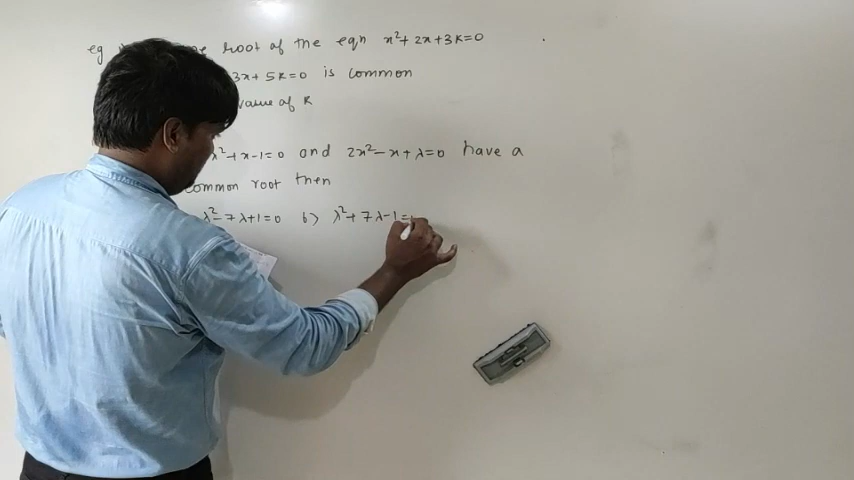 eg root of the eqn x²+2x+3k=0
3x+5k=0 is common
value of k
x²+x-1=0 and 2x²-x+λ=0 have a
common root then
λ²-7λ+1=0 b> λ²+7λ-1=